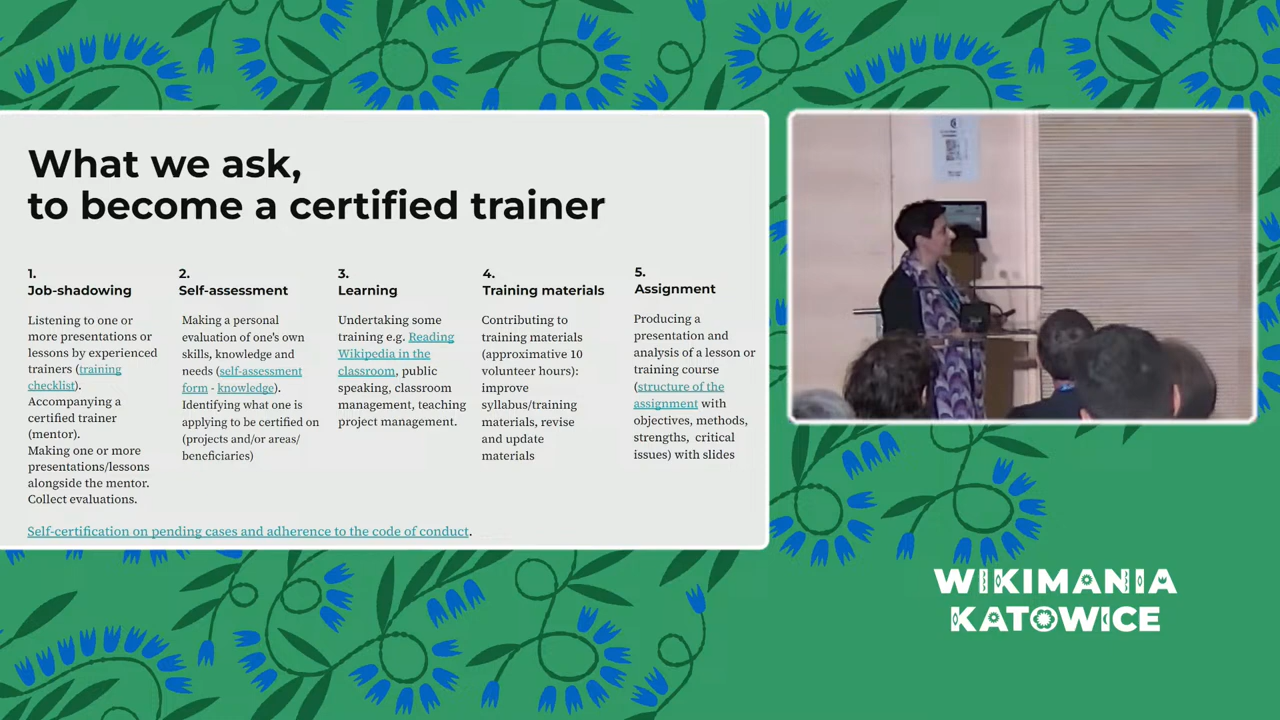 What we ask,
to become a certified trainer
1.
Job-shadowing
Listening to one or
more presentations or
lessons by experienced
trainers (training
checklist).
Accompanying a
certified trainer
(mentor).
Making one or more
presentations/lessons
alongside the mentor.
Collect evaluations.
2.
Self-assessment
Making a personal
evaluation of one's own
skills, knowledge and
needs (self-assessment
form - knowledge).
Identifying what one is
applying to be certified on
(projects and/or areas/
beneficiaries)
3.
Learning
Undertaking some
training e.g. Reading
Wikipedia in the
classroom, public
speaking, classroom
management, teaching
project management.
4.
Training materials
Contributing to
training materials
(approximative 10
volunteer hours):
improve
syllabus/training
materials, revise
and update
materials
5.
Assignment
Producing a
presentation and
analysis of a lesson or
training course
(structure of the
assignment with
objectives, methods,
strengths, critical
issues) with slides
Self-certification on pending cases and adherence to the code of conduct.
WIKIMANIA
KATOWICE